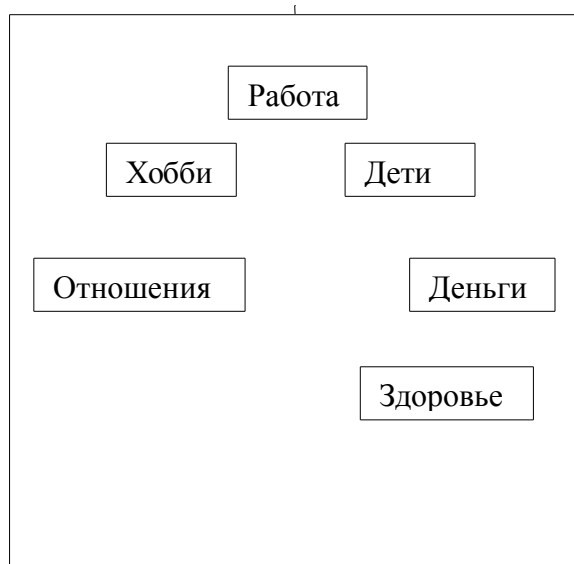 Работа
Хобби
Дети
Отношения
Деньги
Здоровье